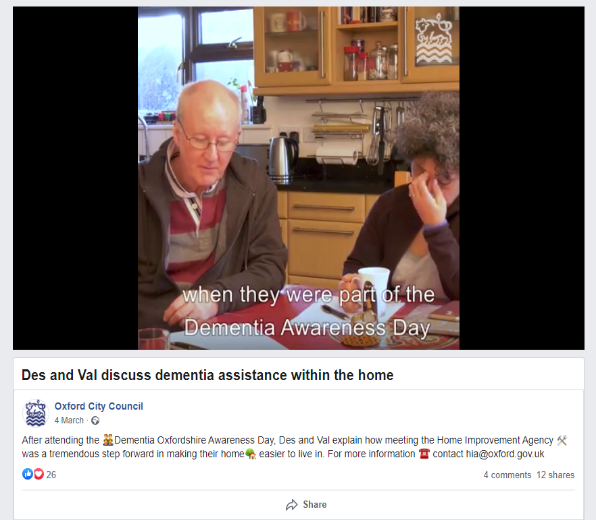 when they were part of the
Dementia Awareness Day
Des and Val discuss dementia assistance within the home
Oxford City Council
4 March ·
After attending the 👯Dementia Oxfordshire Awareness Day, Des and Val explain how meeting the Home Improvement Agency 🛠
was a tremendous step forward in making their home🏡 easier to live in. For more information ☎ contact hia@oxford.gov.uk
26
4 comments 12 shares
Share